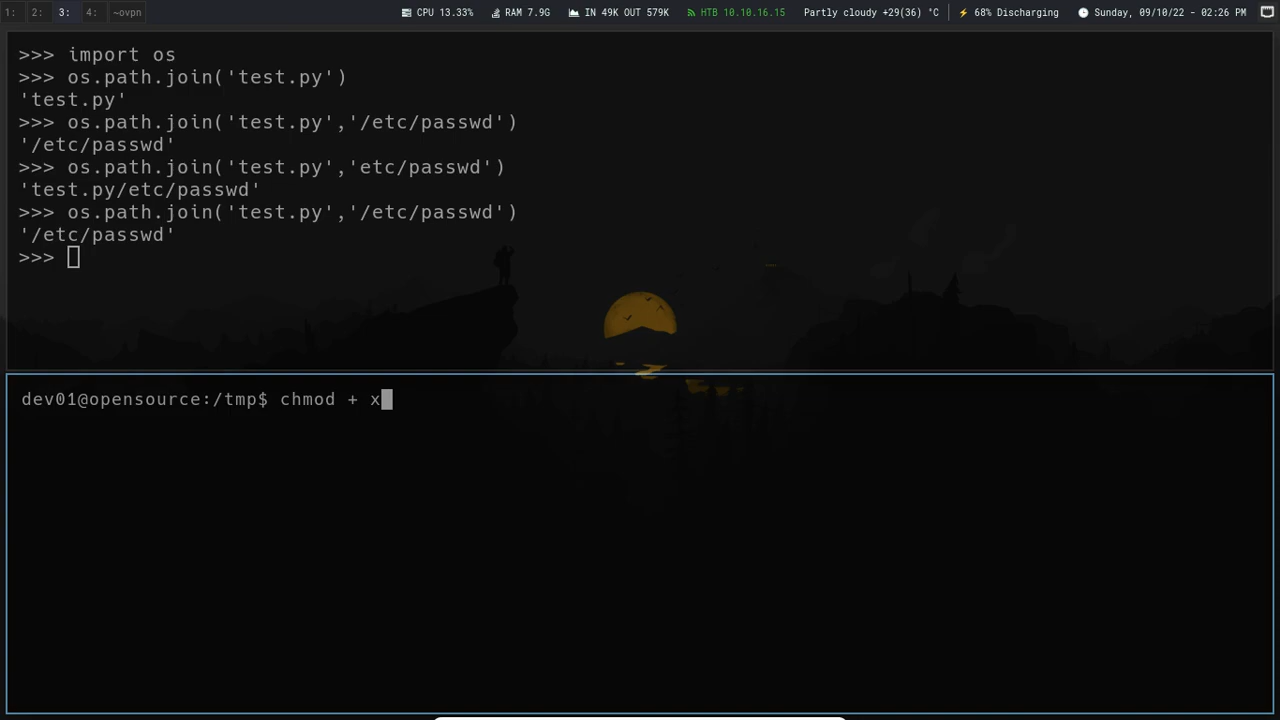 1: 2: 3: 4: ~ovpn CPU 13.33% RAM 7.9G IN 49K OUT 579K HTB 10.10.16.15 Partly cloudy +29(36) °C 68% Discharging Sunday, 09/10/22 - 02:26 PM
>>> import os
>>> os.path.join('test.py')
'test.py'
>>> os.path.join('test.py','/etc/passwd')
'/etc/passwd'
>>> os.path.join('test.py','etc/passwd')
'test.py/etc/passwd'
>>> os.path.join('test.py','/etc/passwd')
'/etc/passwd'
>>>
dev01@opensource:/tmp$ chmod + x